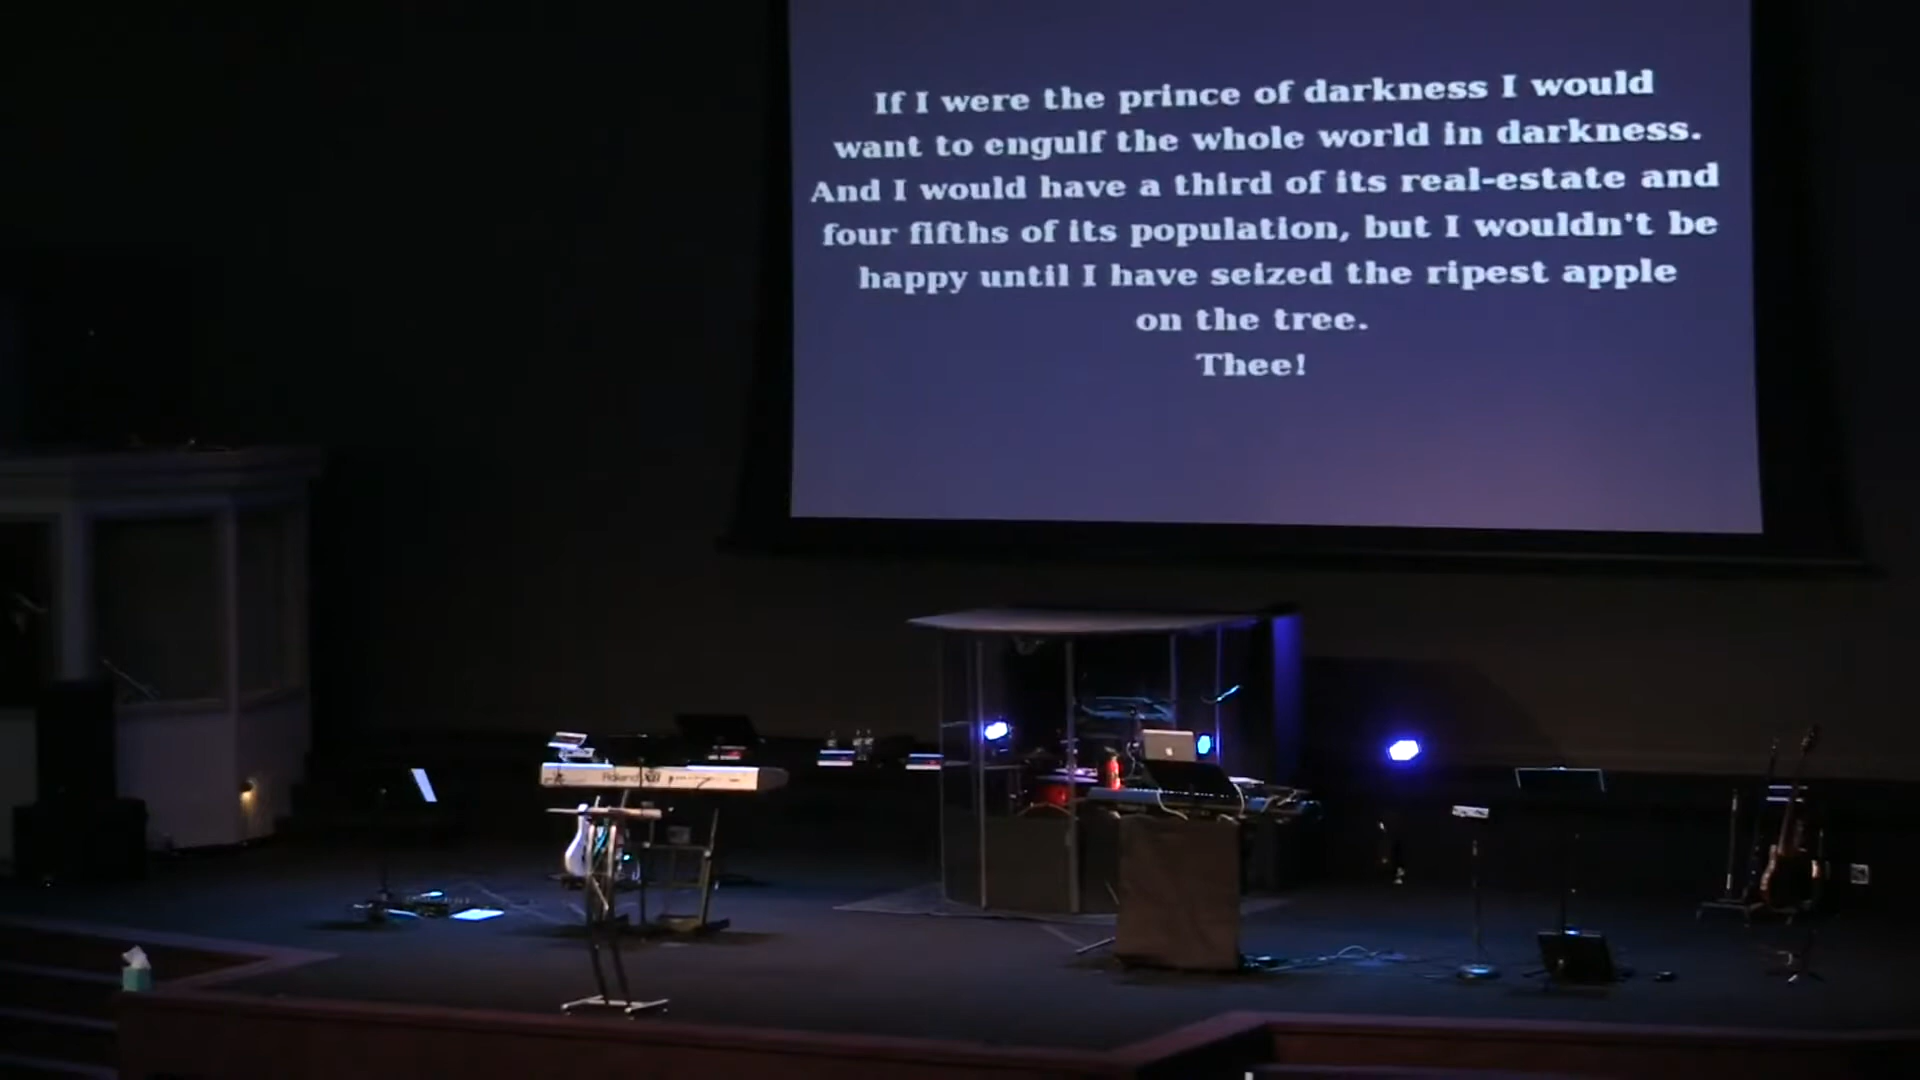 If I were the prince of darkness I would
want to engulf the whole world in darkness.
And I would have a third of its real-estate and
four fifths of its population, but I wouldn't be
happy until I have seized the ripest apple
on the tree.
Thee!
Roland